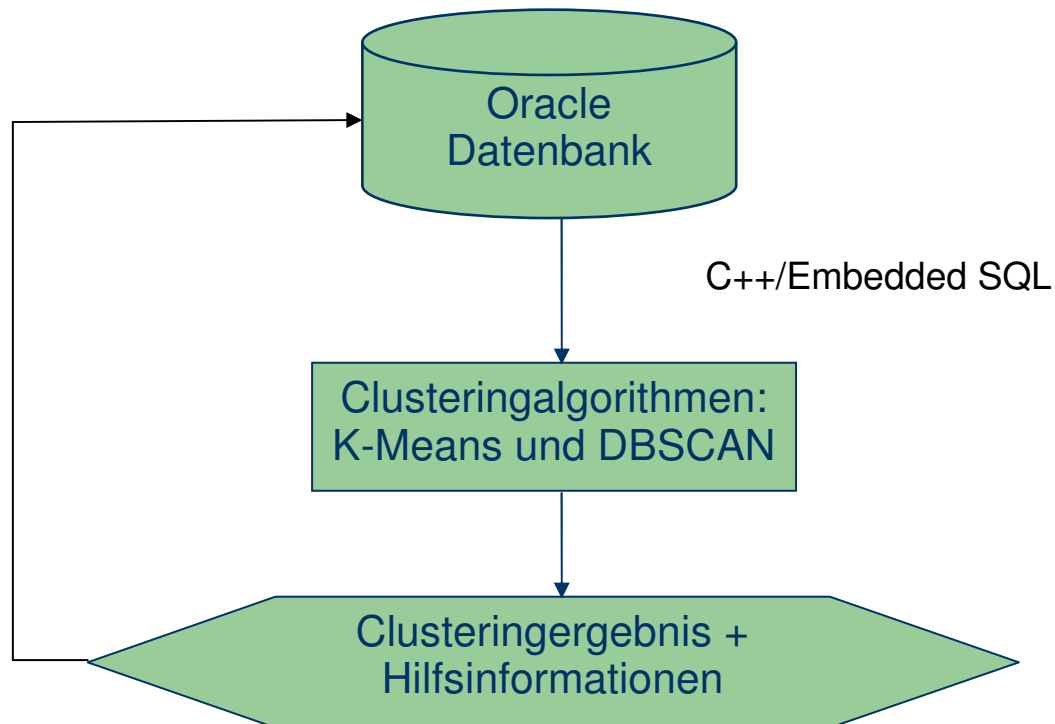 Oracle
Datenbank
C++/Embedded SQL
Clusteringalgorithmen:
K-Means und DBSCAN
Clusteringergebnis +
Hilfsinformationen